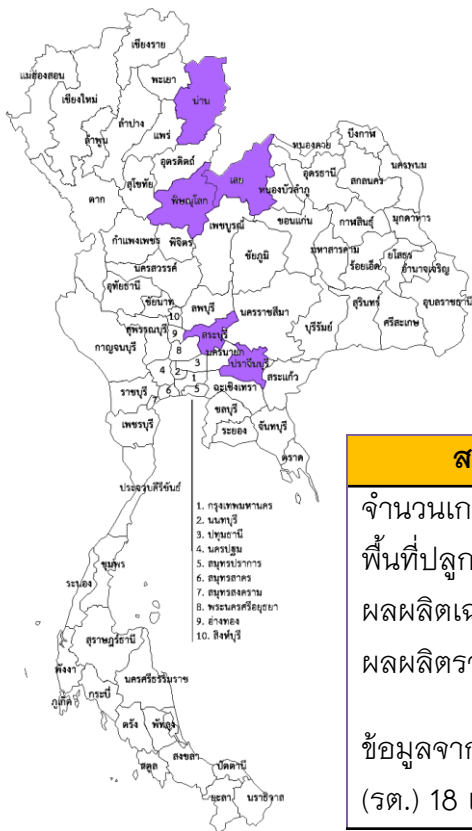 เชียงราย
แม่ฮ่องสอน
พะเยา
เชียงใหม่
น่าน
ลำปาง
ลำพูน
แพร่
อุตรดิตถ์
ตาก
สุโขทัย
พิษณุโลก
เลย
หนองคาย
บึงกาฬ
อุดรธานี
นครพนม
สกลนคร
หนองบัวลำภู
กำแพงเพชร
พิจิตร
เพชรบูรณ์
ขอนแก่น
กาฬสินธุ์
มุกดาหาร
นครสวรรค์
ชัยภูมิ
มหาสารคาม
ร้อยเอ็ด
ยโสธร
อำนาจเจริญ
อุทัยธานี
ชัยนาท
ลพบุรี
นครราชสีมา
บุรีรัมย์
สุรินทร์
ศรีสะเกษ
อุบลราชธานี
10
9
สุพรรณบุรี
สระบุรี
กาญจนบุรี
8
นครนายก
3
ปราจีนบุรี
4
2
1
สระแก้ว
ราชบุรี
6
5
ฉะเชิงเทรา
7
ชลบุรี
เพชรบุรี
ระยอง
จันทบุรี
ตราด
ประจวบคีรีขันธ์
1. กรุงเทพมหานคร
2. นนทบุรี
3. ปทุมธานี
4. นครปฐม
5. สมุทรปราการ
6. สมุทรสาคร
7. สมุทรสงคราม
8. พระนครศรีอยุธยา
9. อ่างทอง
10. สิงห์บุรี
ชุมพร
ระนอง
สุราษฎร์ธานี
พังงา
นครศรีธรรมราช
กระบี่
ภูเก็ต
ตรัง
พัทลุง
สงขลา
สตูล
ปัตตานี
ยะลา
นราธิวาส
ส
จำนวนเก
พื้นที่ปลูก
ผลผลิตเฉ
ผลผลิตรา
ข้อมูลจาก
(รต.) 18 เ